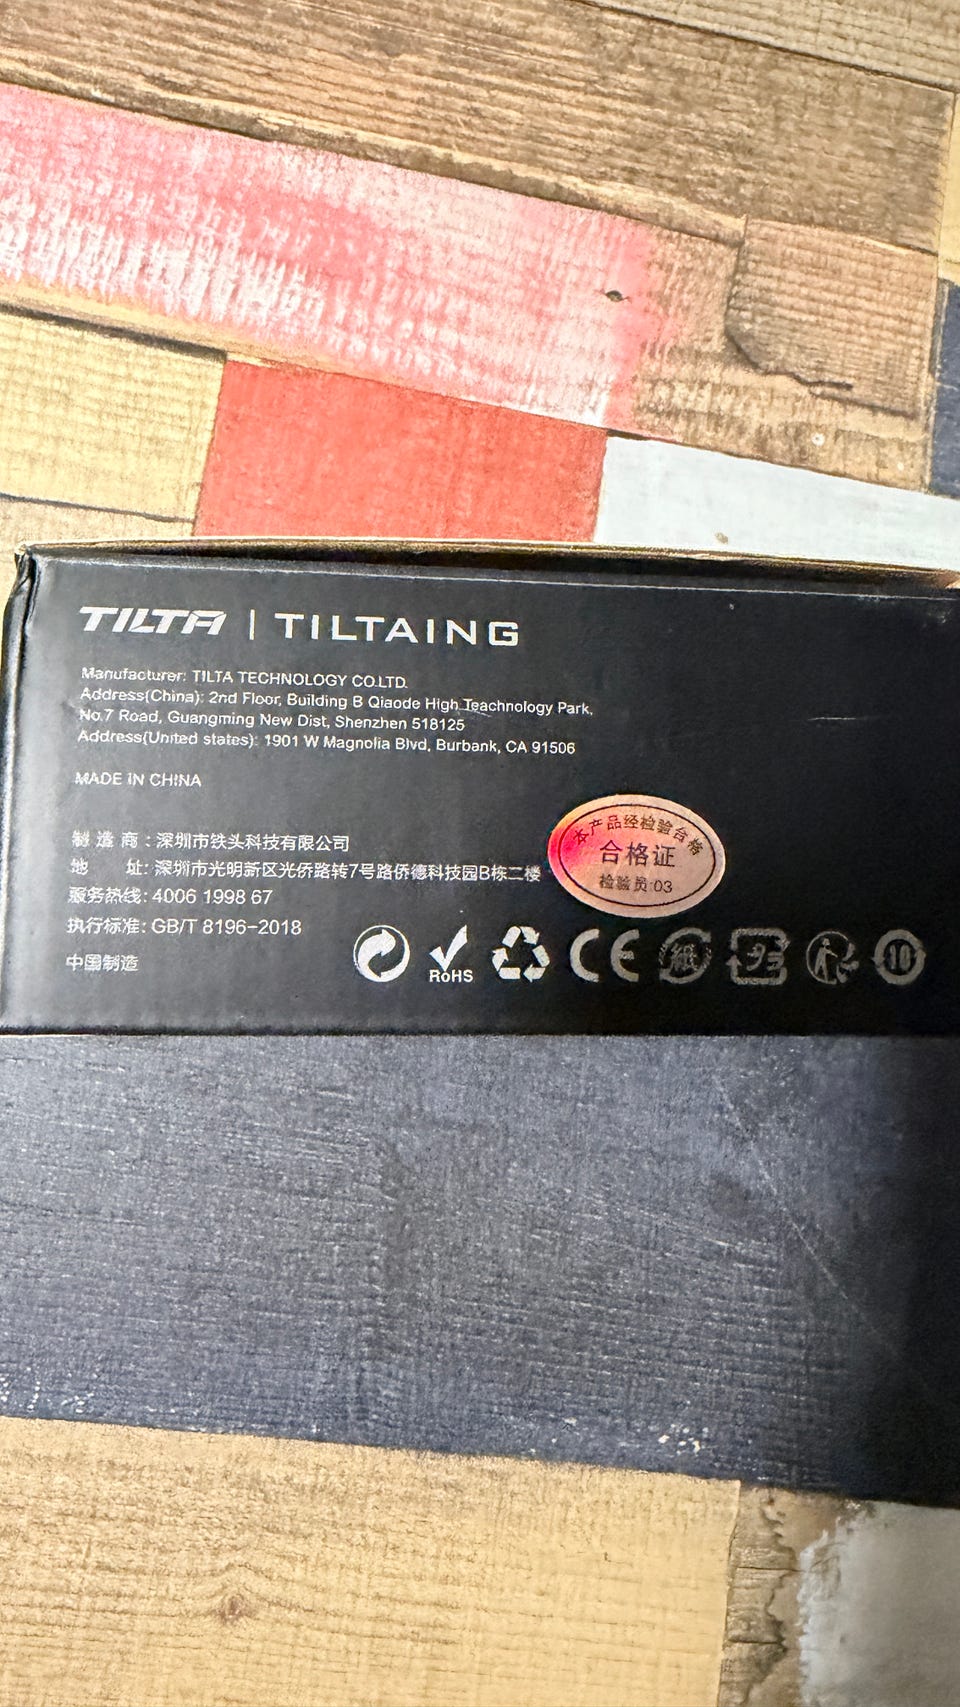 TILTA | TILTAING
Manufacturer: TILTA TECHNOLOGY CO.LTD.
Address(China): 2nd Floor, Building B Qiaode High Teachnology Park,
No.7 Road, Guangming New Dist, Shenzhen 518125
Address(United states): 1901 W Magnolia Blvd, Burbank, CA 91506
MADE IN CHINA
制造商:深圳市铁头科技有限公司
地址:深圳市光明新区光侨路转7号路侨德科技园B栋二楼
服务热线:4006 1998 67
执行标准:GB/T 8196-2018
中国制造
本产品经检验合格
合格证
检验员:03
RoHS
CE
紙
プラ
10